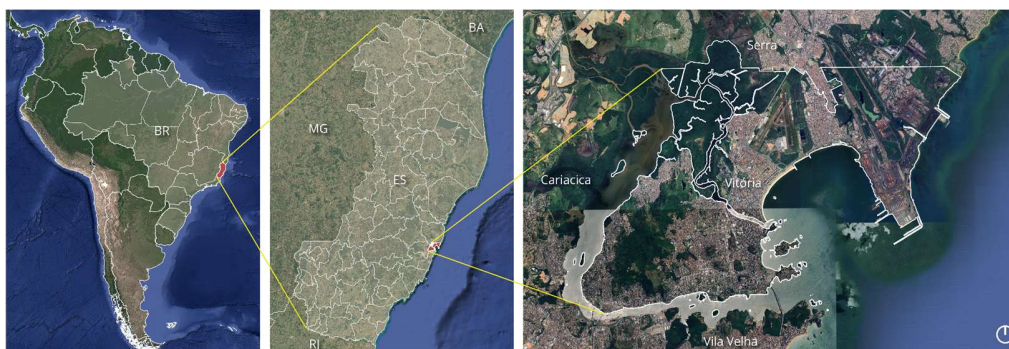 BR
BA
MG
ES
RJ
Serra
Cariacica
Vitória
Vila Velha